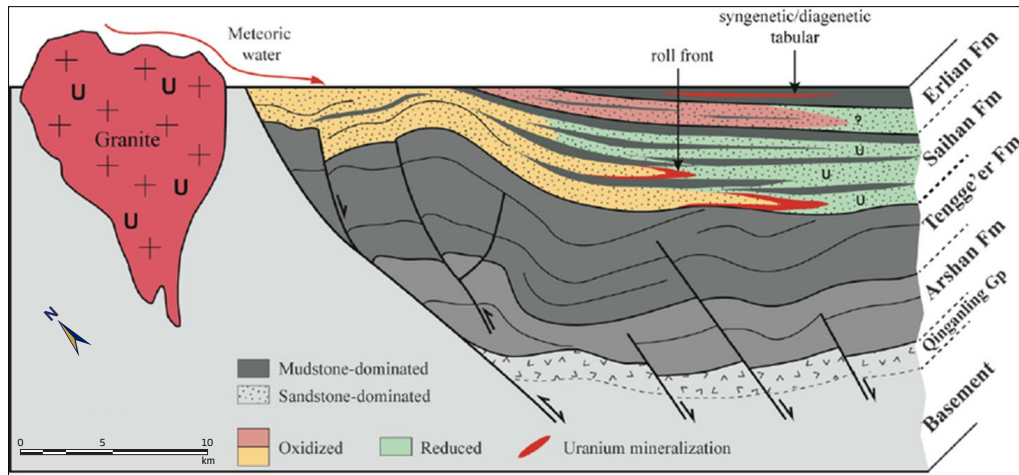 syngenetic/diagenetic
tabular
Meteoric
water
roll front
Erlian Fm
Saihan Fm
Tengge'er Fm
Arshan Fm
Qinganling Gp
Basement
U
U
Granite
U
U
?
U
U
U
N
Mudstone-dominated
Sandstone-dominated
0 5 10
km
Oxidized
Reduced
Uranium mineralization